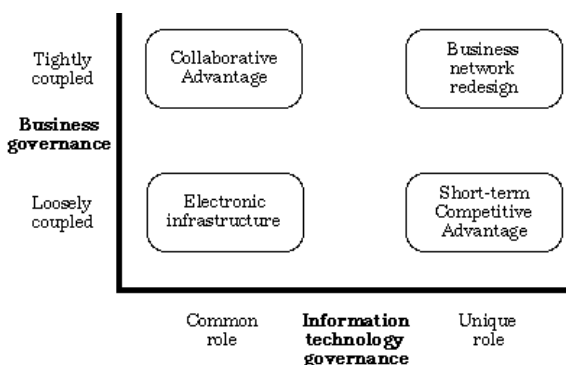 Tightly
coupled
Collaborative
Advantage
Business
network
redesign
Business
governance
Loosely
coupled
Electronic
infrastructure
Short-term
Competitive
Advantage
Common
role
Information
technology
governance
Unique
role